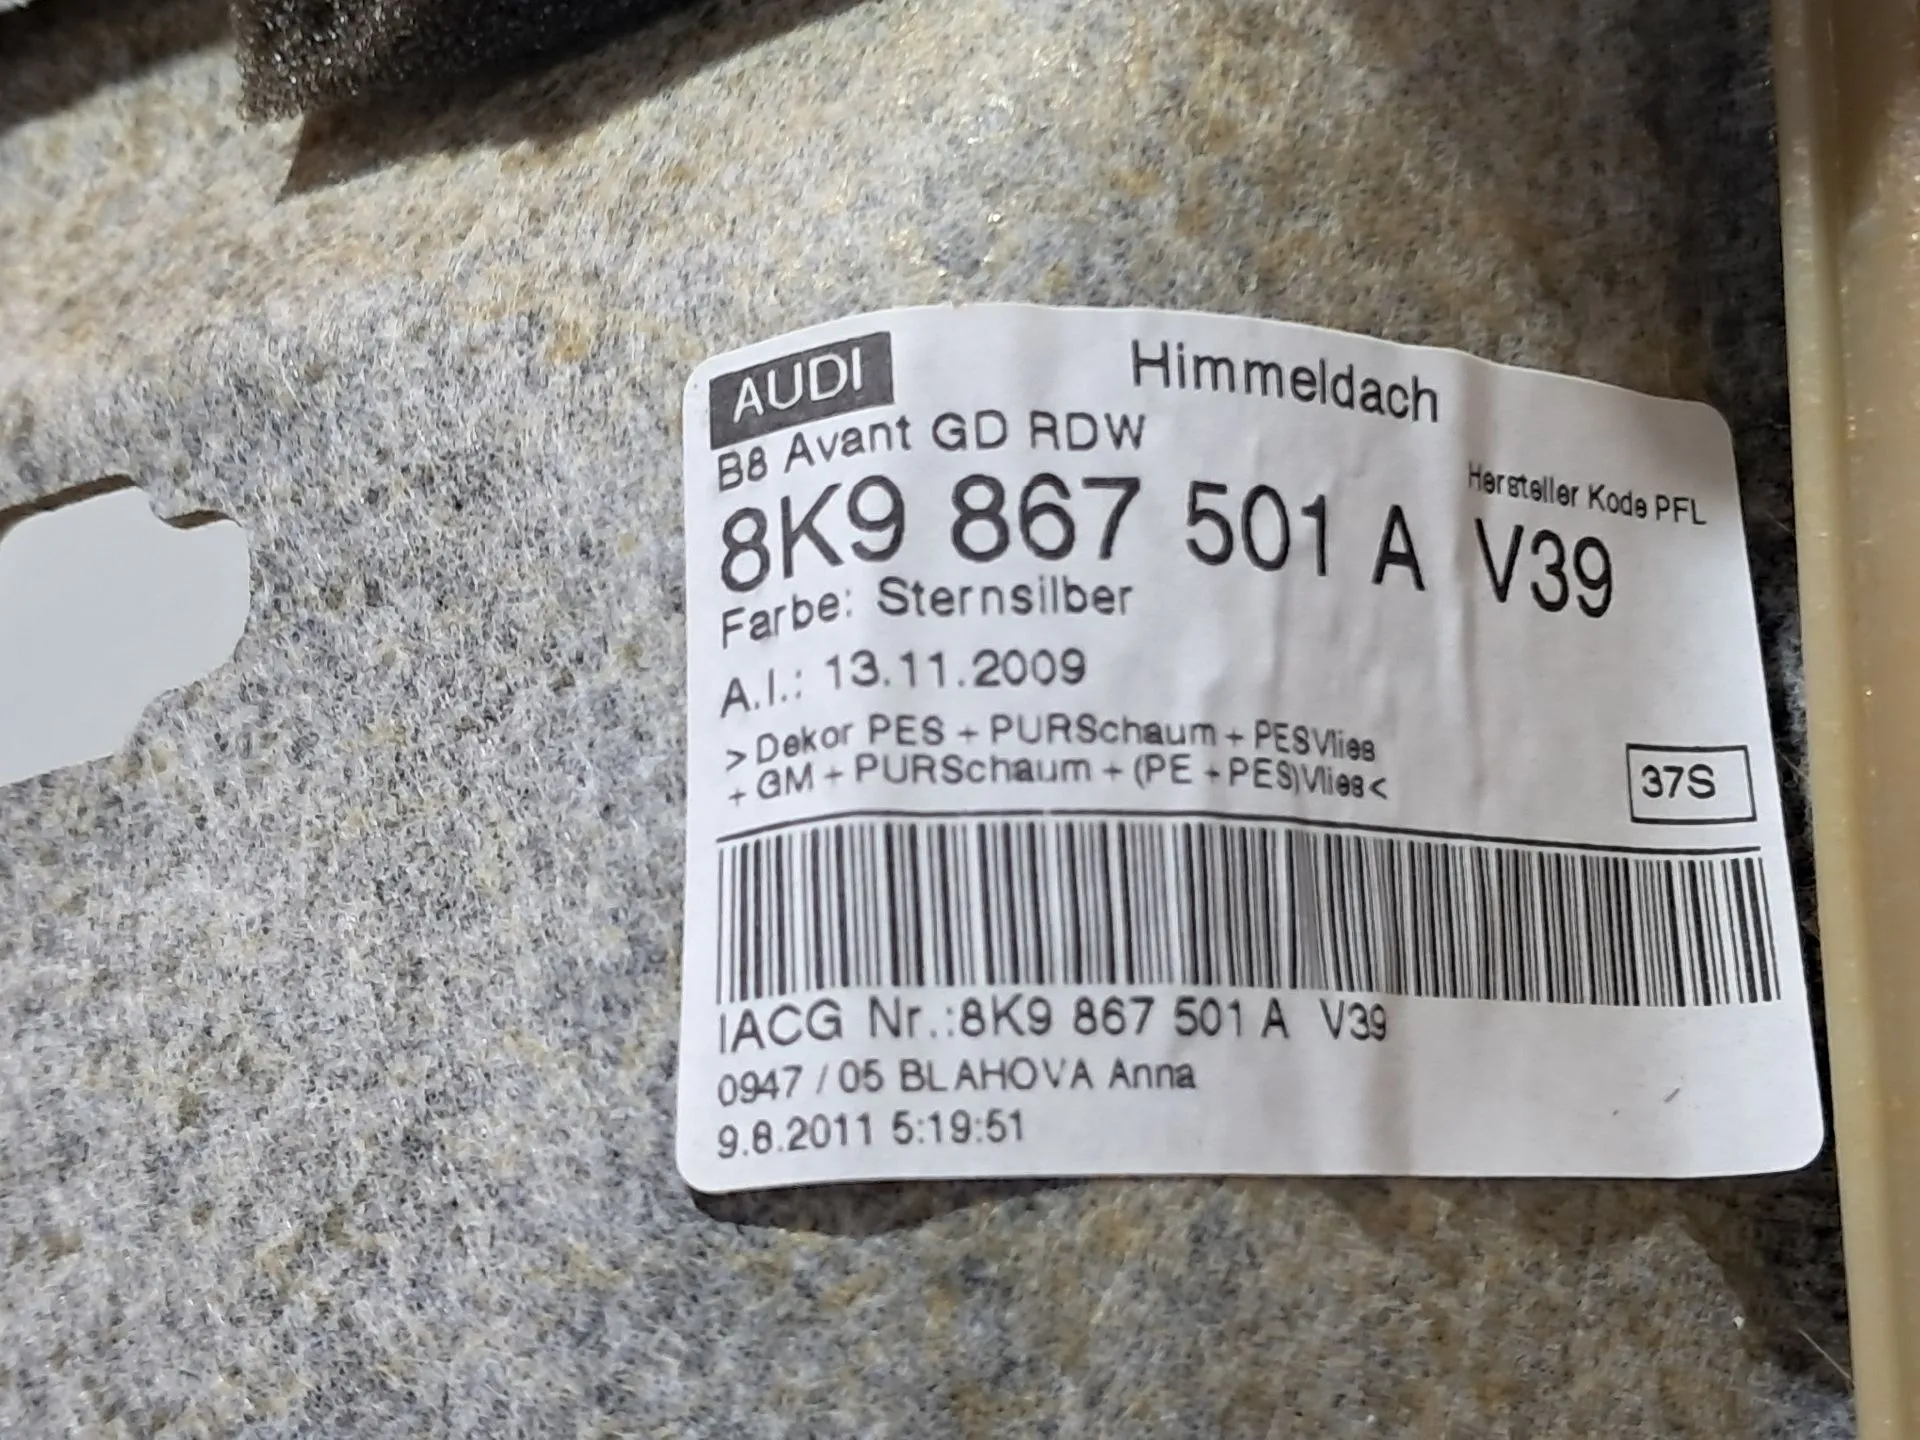 AUDI Himmeldach
B8 Avant GD RDW
Hersteller Kode PFL
8K9 867 501 A V39
Farbe: Sternsilber
A.I.: 13.11.2009
>Dekor PES + PURSchaum + PESVlies
+ GM + PURSchaum + (PE + PES)Vlies<
37S
IACG Nr.:8K9 867 501 A V39
0947 / 05 BLAHOVA Anna
9.8.2011 5:19:51